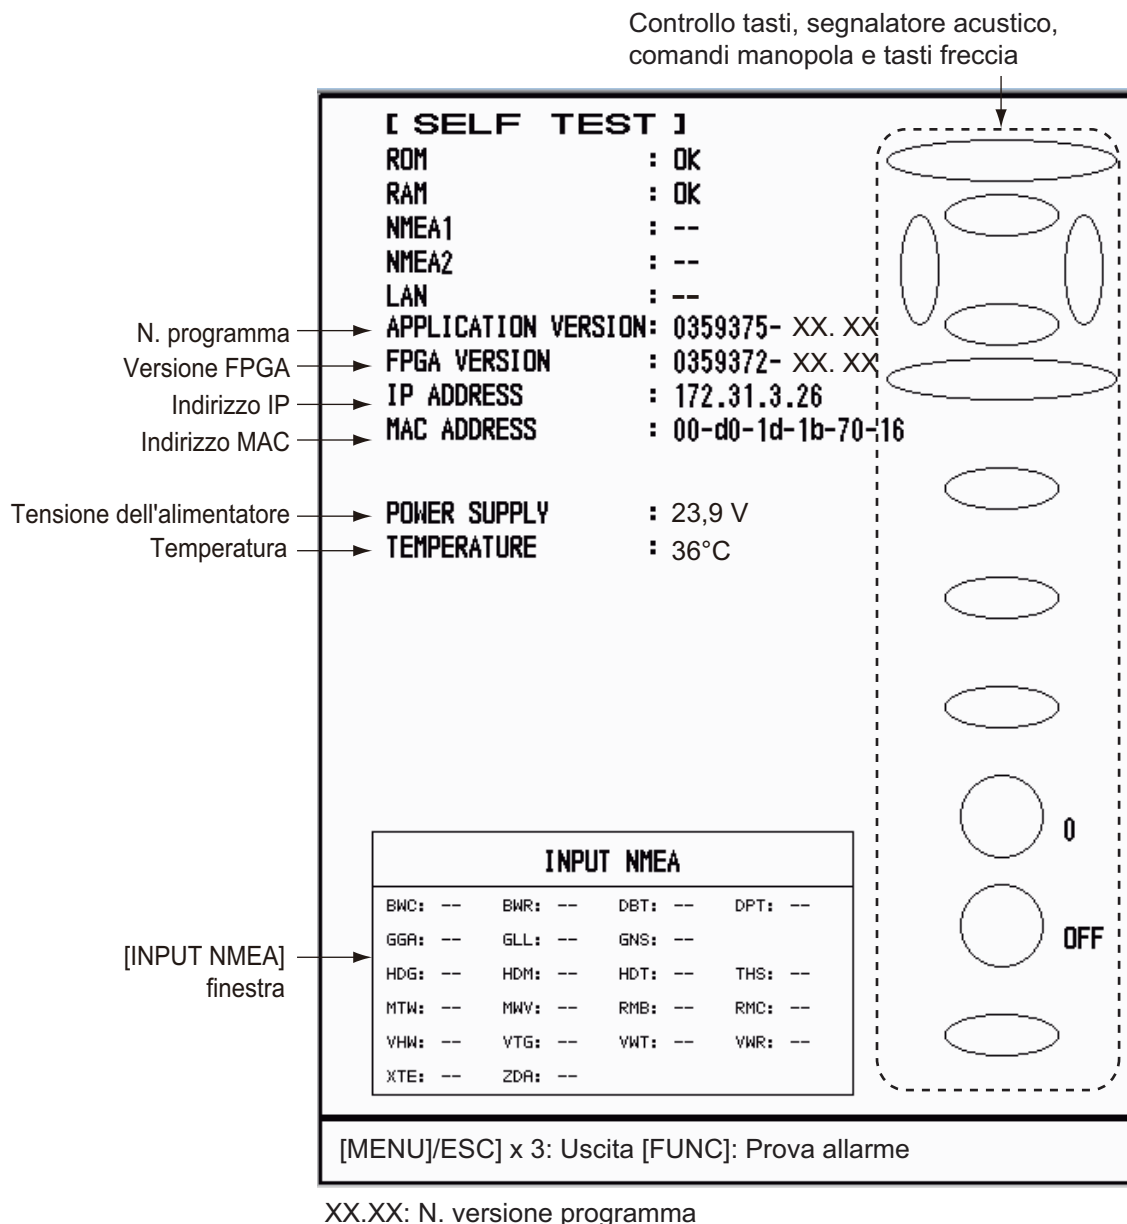 Controllo tasti, segnalatore acustico,
comandi manopola e tasti freccia
[ SELF TEST ]
ROM : OK
RAM : OK
NMEA1 : --
NMEA2 : --
LAN : --
N. programma APPLICATION VERSION: 0359375- XX. XX
Versione FPGA FPGA VERSION : 0359372- XX. XX
Indirizzo IP IP ADDRESS : 172.31.3.26
Indirizzo MAC MAC ADDRESS : 00-d0-1d-1b-70-16
Tensione dell'alimentatore POWER SUPPLY : 23,9 V
Temperatura TEMPERATURE : 36°C
0
OFF
INPUT NMEA
BWC: -- BWR: -- DBT: -- DPT: --
GGA: -- GLL: -- GNS: --
HDG: -- HDM: -- HDT: -- THS: --
MTW: -- MWV: -- RMB: -- RMC: --
VHW: -- VTG: -- VWT: -- VWR: --
XTE: -- ZDA: --
[INPUT NMEA]
finestra
[MENU]/ESC] x 3: Uscita [FUNC]: Prova allarme
XX.XX: N. versione programma